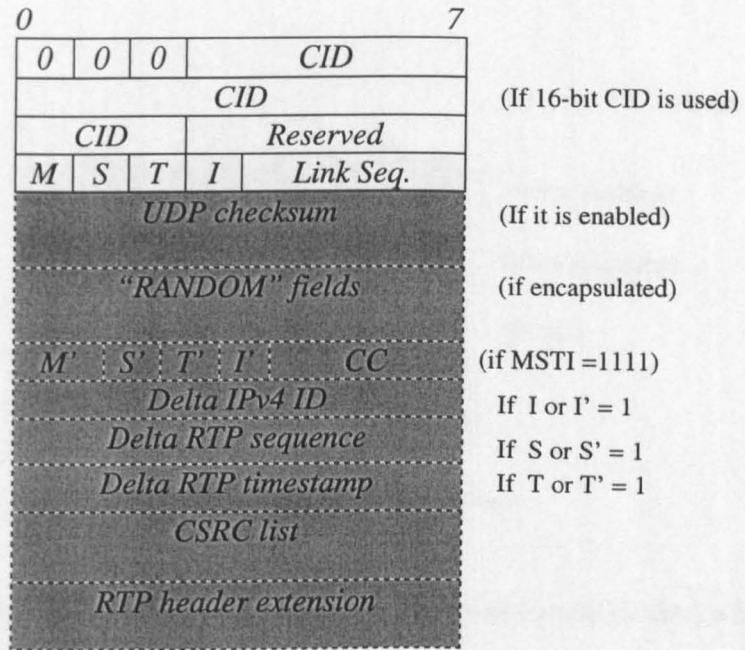 0 7
0 0 0 CID
CID (If 16-bit CID is used)
CID Reserved
M S T I Link Seq.
UDP checksum (If it is enabled)
"RANDOM" fields (if encapsulated)
M' S' T' I' CC (if MSTI =1111)
Delta IPv4 ID If I or I' = 1
Delta RTP sequence If S or S' = 1
Delta RTP timestamp If T or T' = 1
CSRC list
RTP header extension